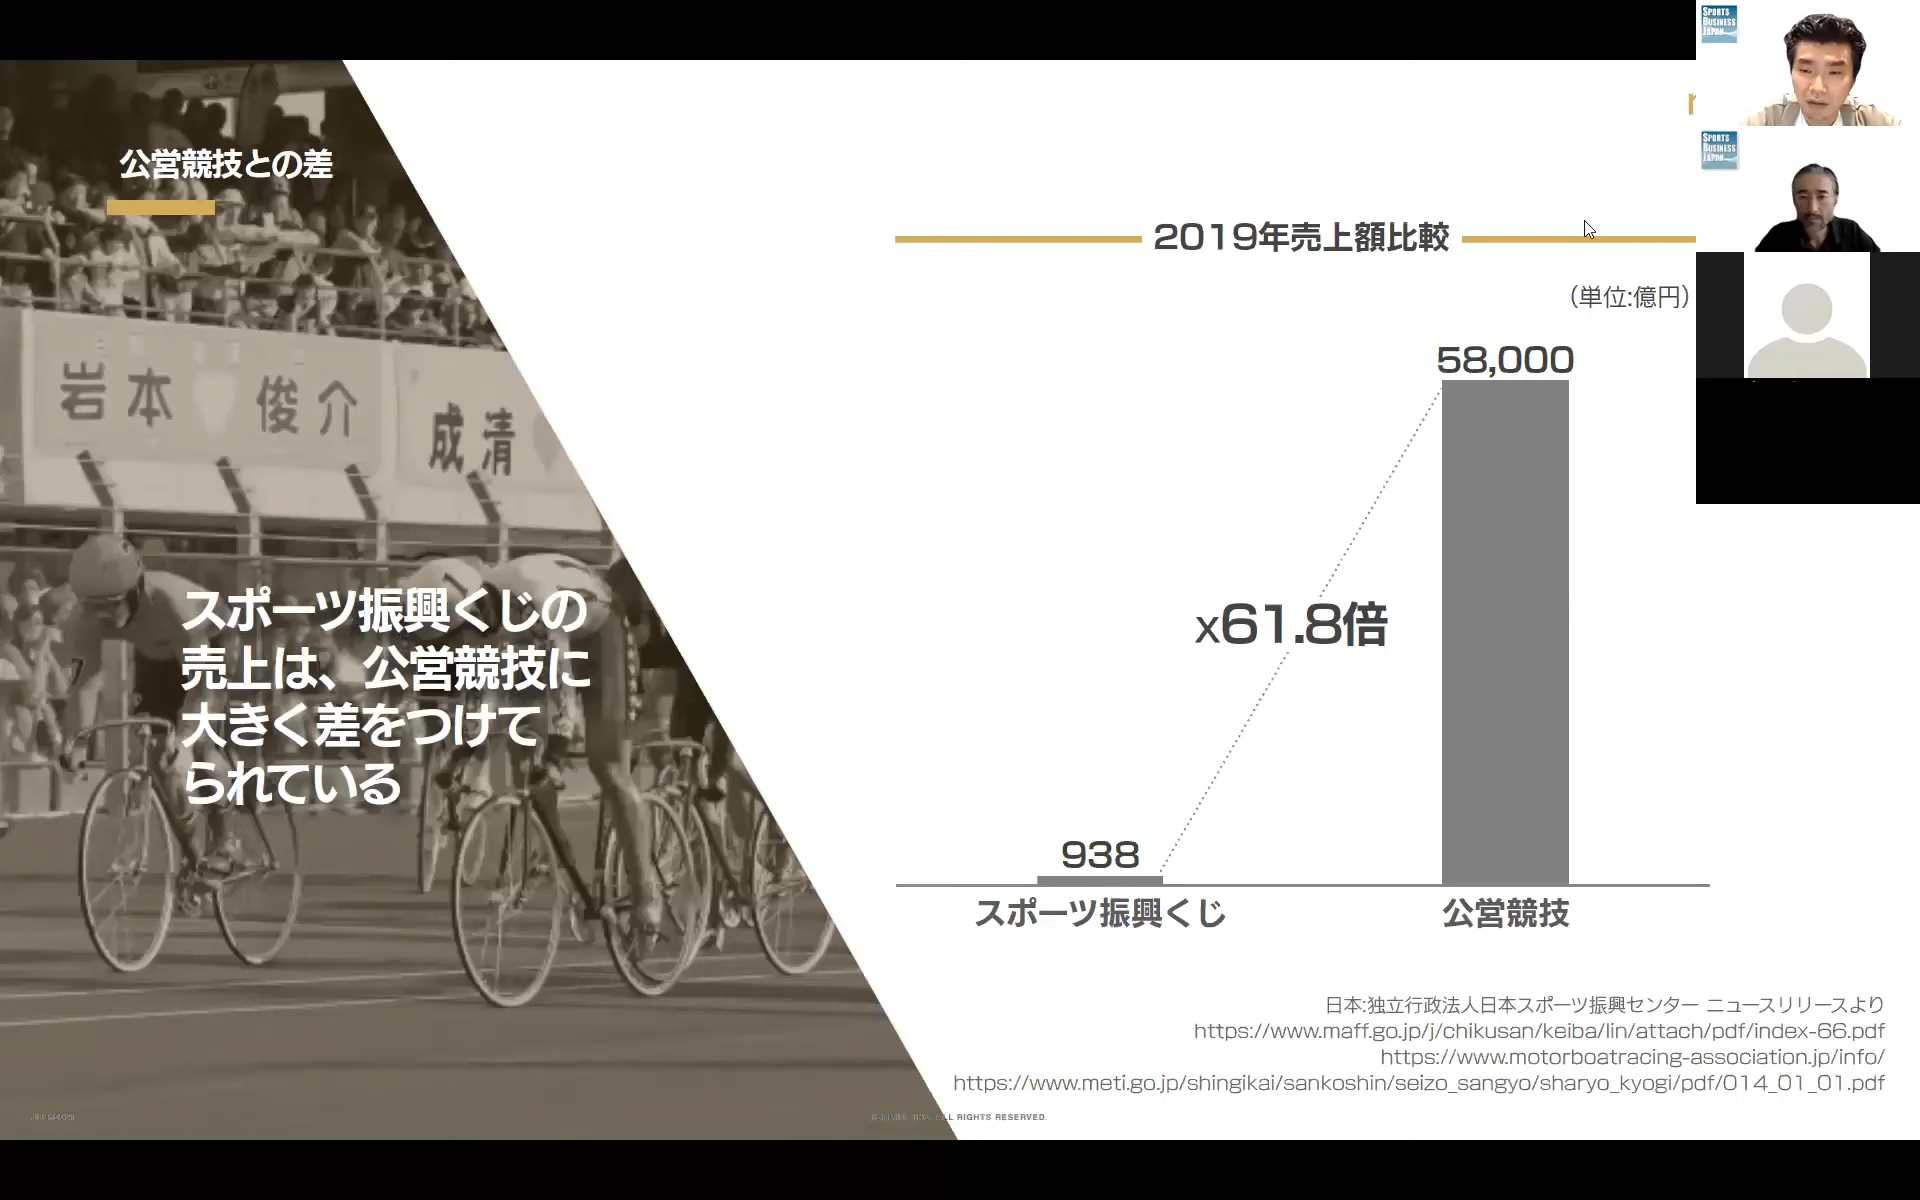 公営競技との差
岩本 俊介
成清
スポーツ振興くじの
売上は、公営競技に
大きく差をつけて
られている
2019年売上額比較
（単位:億円）
58,000
x61.8倍
938
スポーツ振興くじ
公営競技
日本:独立行政法人日本スポーツ振興センター ニュースリリースより
https://www.maff.go.jp/j/chikusan/keiba/lin/attach/pdf/index-66.pdf
https://www.motorboatracing-association.jp/info/
https://www.meti.go.jp/shingikai/sankoshin/seizo_sangyo/sharyo_kyogi/pdf/014_01_01.pdf
ALL RIGHTS RESERVED.
SPORTS
BUSINESS
JAPAN
SPORTS
BUSINESS
JAPAN